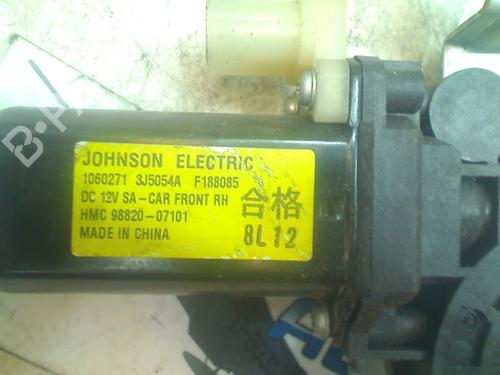 JOHNSON ELECTRIC
1060271 3J5054A F188085
DC 12V SA-CAR FRONT RH
HMC 98820-07101
MADE IN CHINA
合格
8L12